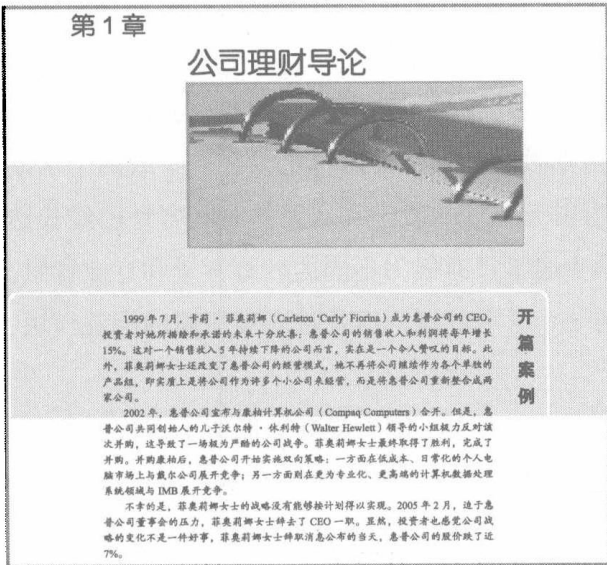 第1章
公司理财导论
开篇案例
1999年7月，卡莉·菲奥莉娜（Carleton ‘Carly’ Fiorina）成为惠普公司的CEO。
投资者对她所描绘和承诺的未来十分欣喜：惠普公司的销售收入和利润将每年增长
15%。这对一个销售收入5年持续下降的公司而言，实在是一个令人赞叹的目标。此
外，菲奥莉娜女士还改变了惠普公司的经营模式，她不再将公司继续作为各个单独的
产品组，即实质上是将公司作为许多个小公司来经营，而是将惠普公司重新整合成两
家公司。
2002年，惠普公司宣布与康柏计算机公司（Compaq Computers）合并。但是，惠
普公司共同创始人的儿子沃尔特·休利特（Walter Hewlett）领导的小组极力反对该
次并购，这导致了一场极为严酷的公司战争。菲奥莉娜女士最终取得了胜利，完成了
并购。并购康柏后，惠普公司开始实施双向策略：一方面在低成本、日常化的个人电
脑市场上与戴尔公司展开竞争；另一方面则在更为专业化、更高端的计算机数据处理
系统领域与IMB展开竞争。
不幸的是，菲奥莉娜女士的战略没有能够按计划得以实现。2005年2月，迫于惠
普公司董事会的压力，菲奥莉娜女士辞去了CEO一职。显然，投资者也感觉公司战
略的变化不是一件好事，菲奥莉娜女士辞职消息公布的当天，惠普公司的股价跌了近
7%。